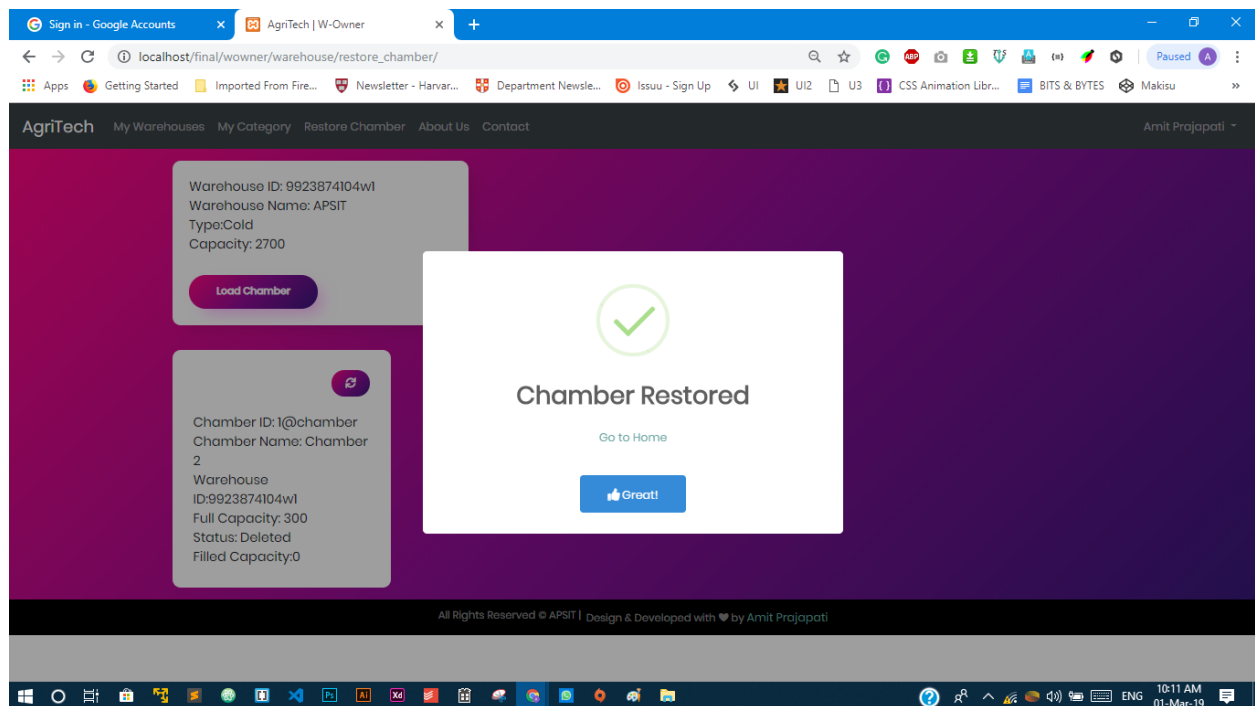 Sign in - Google Accounts
AgriTech | W-Owner
localhost/final/wowner/warehouse/restore_chamber/
Paused
A
Apps
Getting Started
Imported From Fire...
Newsletter - Harvar...
Department Newsle...
Issuu - Sign Up
UI
UI2
U3
CSS Animation Libr...
BITS & BYTES
Makisu
»
AgriTech My Warehouses My Category Restore Chamber About Us Contact
Amit Prajapati
Warehouse ID: 9923874104w1
Warehouse Name: APSIT
Type:Cold
Capacity: 2700
Load Chamber
Chamber ID: 1@chamber
Chamber Name: Chamber
2
Warehouse
ID:9923874104w1
Full Capacity: 300
Status: Deleted
Filled Capacity:0
Chamber Restored
Go to Home
Great!
All Rights Reserved © APSIT | Design & Developed with ♥ by Amit Prajapati
ENG
10:11 AM
01-Mar-19